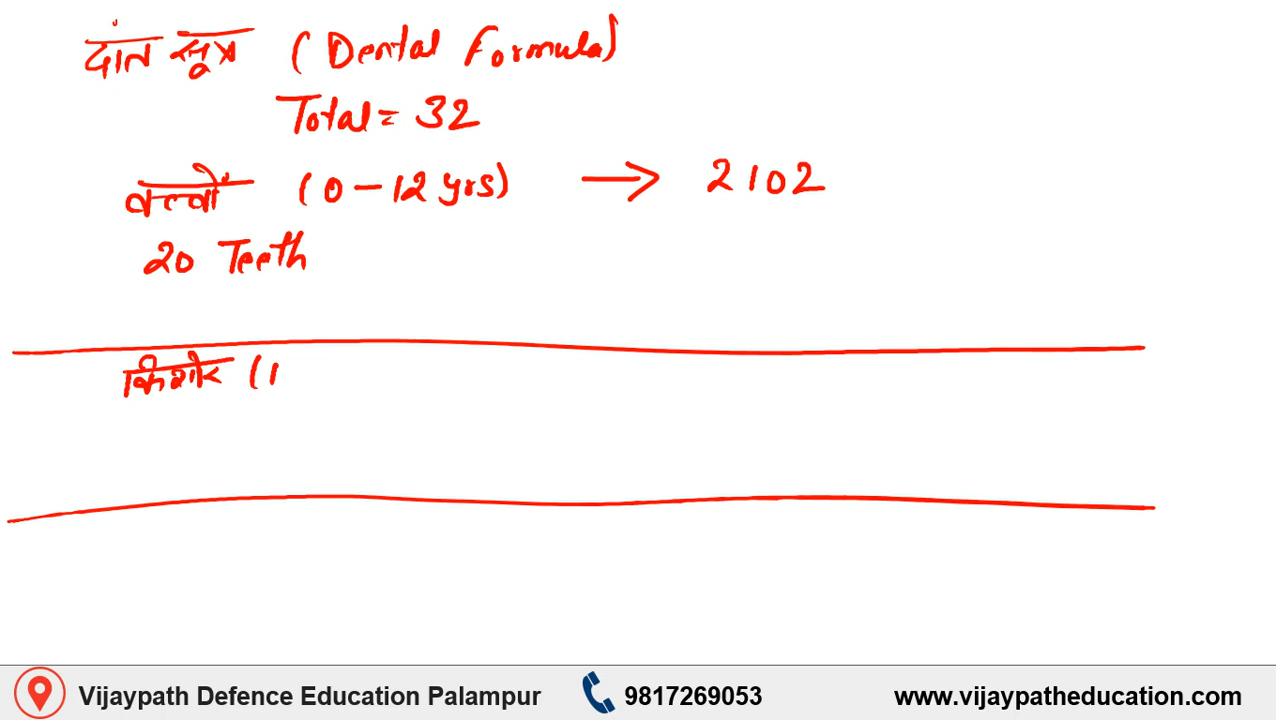 दांत सूत्र (Dental Formula)
Total = 32
बच्चों (0 - 12 yrs) → 2102
20 Teeth
किशोर (1
Vijaypath Defence Education Palampur 9817269053 www.vijaypatheducation.com